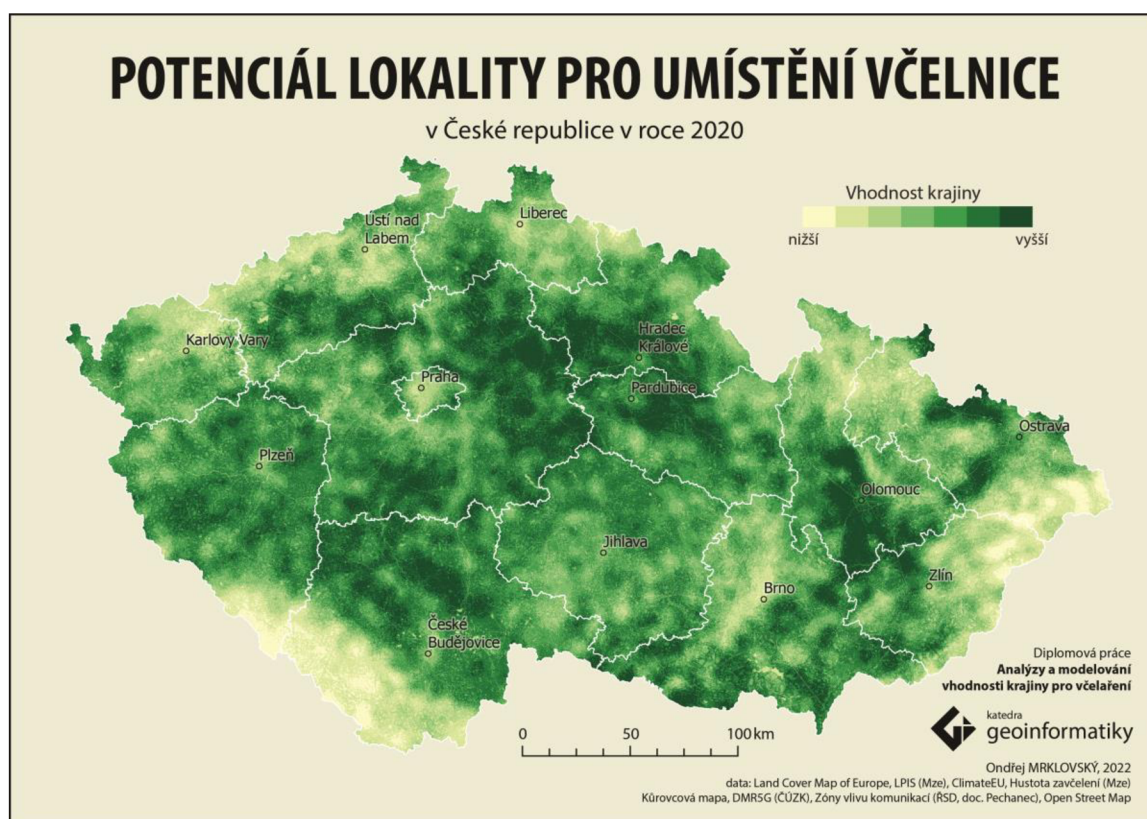 POTENCIÁL LOKALITY PRO UMÍSTĚNÍ VČELNICE
v České republice v roce 2020
Vhodnost krajiny
nižší vyšší
Liberec
Ústí nad
Labem
Karlovy Vary
Hradec
Králové
Praha
Pardubice
Plzeň
Ostrava
Olomouc
Jihlava
Brno
Zlín
České
Budějovice
0 50 100 km
Diplomová práce
Analýzy a modelování
vhodnosti krajiny pro včelaření
katedra
geoinformatiky
Ondřej MRKLOVSKÝ, 2022
data: Land Cover Map of Europe, LPIS (Mze), ClimateEU, Hustota zavčelení (Mze)
Kůrovcová mapa, DMR5G (ČÚZK), Zóny vlivu komunikací (ŘSD, doc. Pechanec), Open Street Map